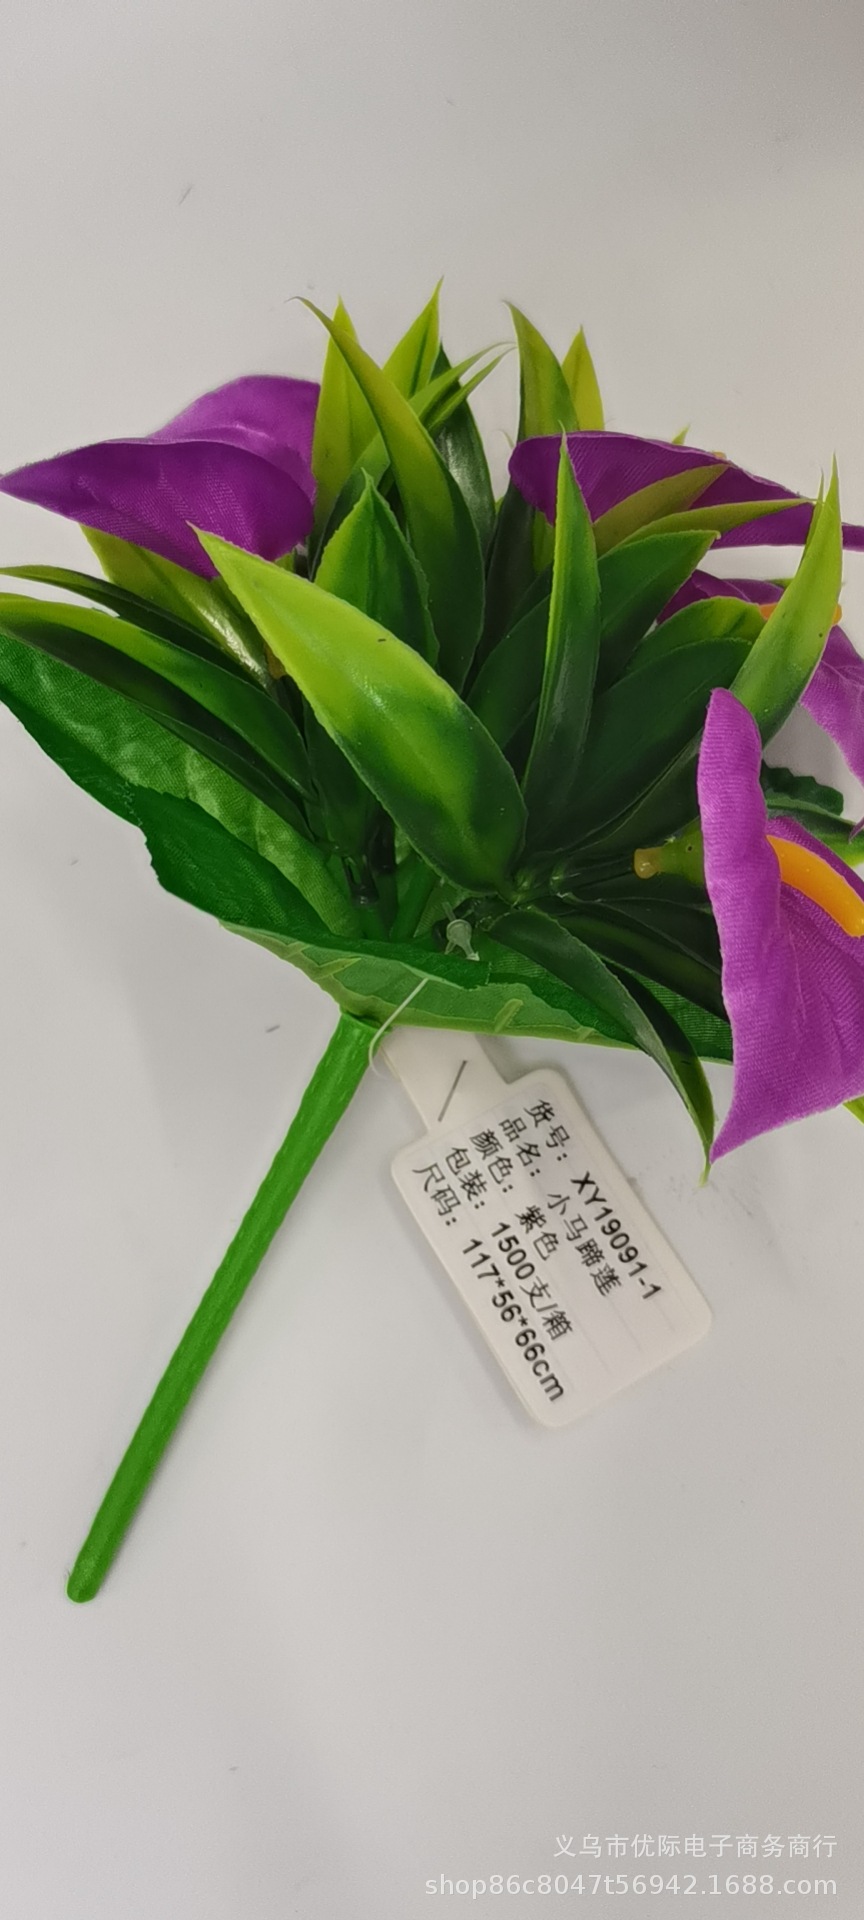 货号：XY19091-1
品名：小马蹄莲
颜色：紫色
包装：1500支/箱
尺码：117*56*66cm
义乌市优际电子商务商行
shop86c8047t56942.1688.com